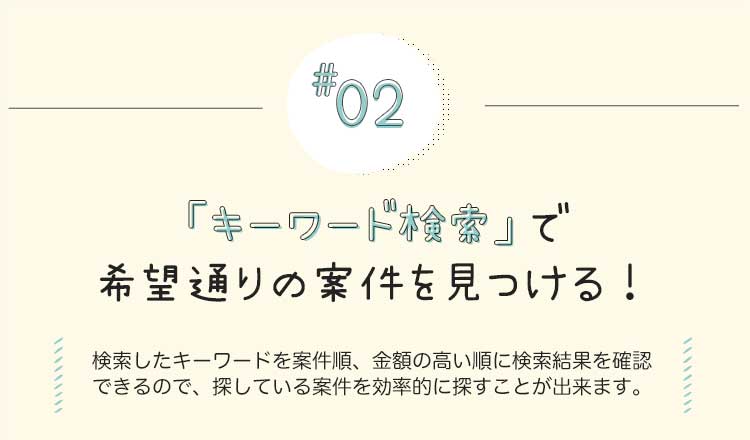 #02
「キーワード検索」で
希望通りの案件を見つける！
検索したキーワードを案件順、金額の高い順に検索結果を確認
できるので、探している案件を効率的に探すことが出来ます。